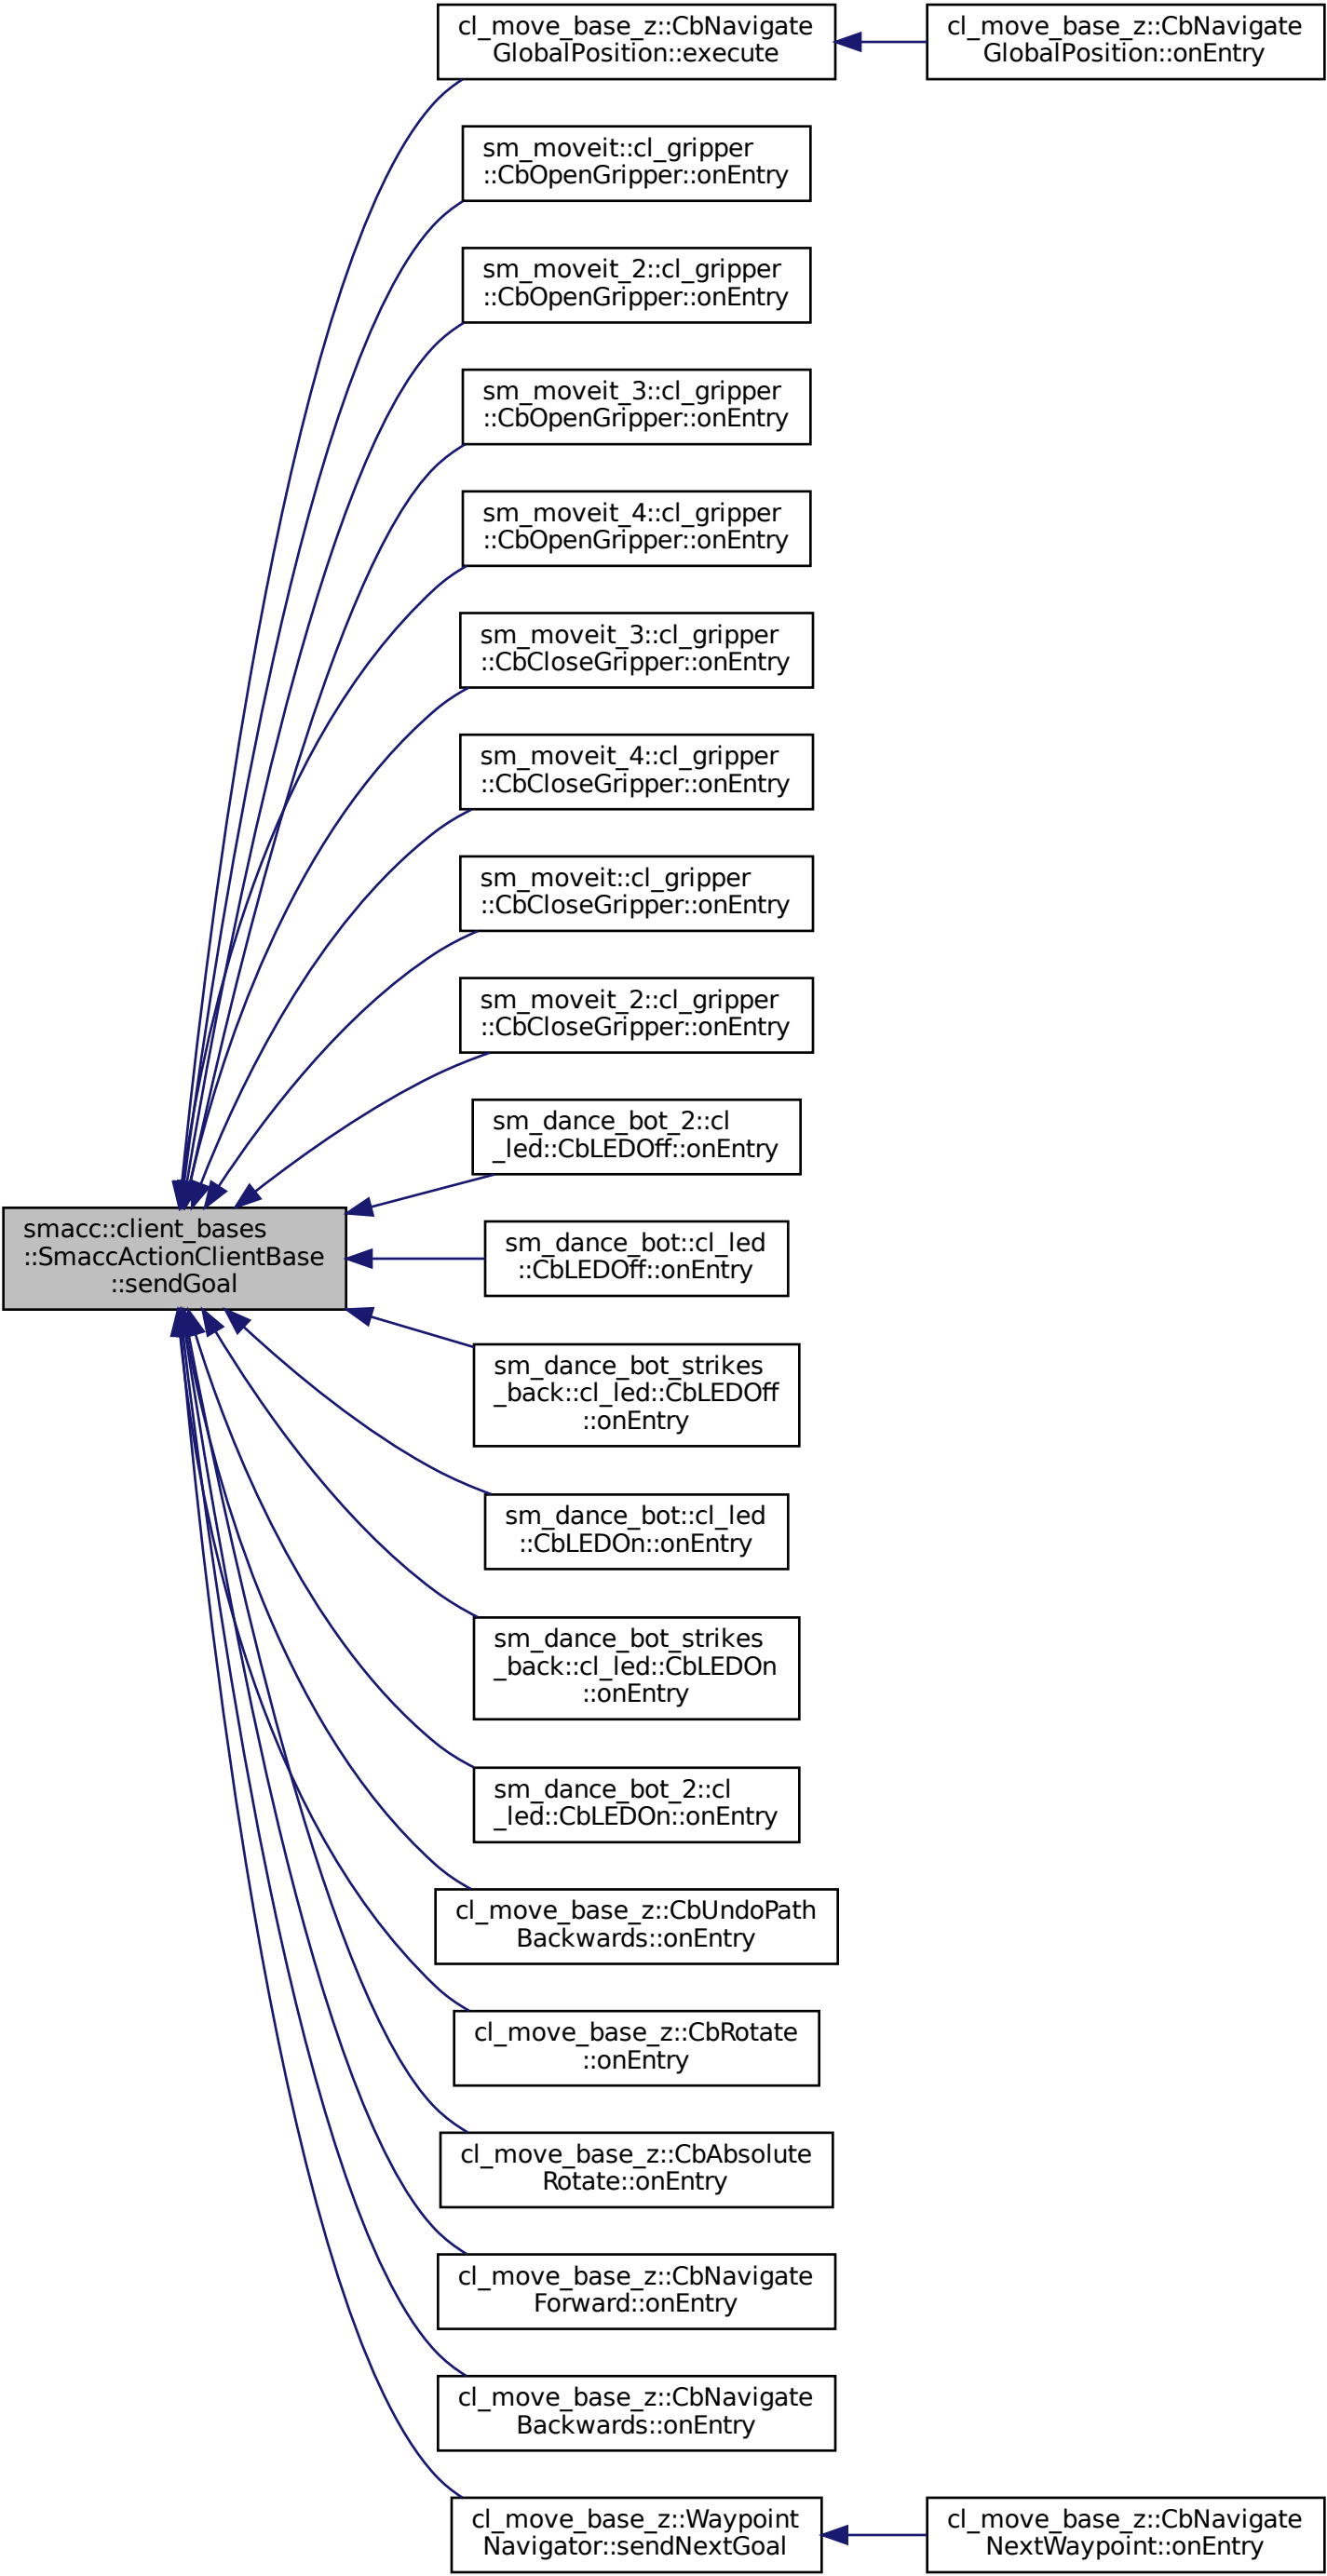 cl_move_base_z::CbNavigate
GlobalPosition::execute
cl_move_base_z::CbNavigate
GlobalPosition::onEntry
sm_moveit::cl_gripper
::CbOpenGripper::onEntry
sm_moveit_2::cl_gripper
::CbOpenGripper::onEntry
sm_moveit_3::cl_gripper
::CbOpenGripper::onEntry
sm_moveit_4::cl_gripper
::CbOpenGripper::onEntry
sm_moveit_3::cl_gripper
::CbCloseGripper::onEntry
sm_moveit_4::cl_gripper
::CbCloseGripper::onEntry
sm_moveit::cl_gripper
::CbCloseGripper::onEntry
sm_moveit_2::cl_gripper
::CbCloseGripper::onEntry
sm_dance_bot_2::cl
_led::CbLEDOff::onEntry
smacc::client_bases
::SmaccActionClientBase
::sendGoal
sm_dance_bot::cl_led
::CbLEDOff::onEntry
sm_dance_bot_strikes
_back::cl_led::CbLEDOff
::onEntry
sm_dance_bot::cl_led
::CbLEDOn::onEntry
sm_dance_bot_strikes
_back::cl_led::CbLEDOn
::onEntry
sm_dance_bot_2::cl
_led::CbLEDOn::onEntry
cl_move_base_z::CbUndoPath
Backwards::onEntry
cl_move_base_z::CbRotate
::onEntry
cl_move_base_z::CbAbsolute
Rotate::onEntry
cl_move_base_z::CbNavigate
Forward::onEntry
cl_move_base_z::CbNavigate
Backwards::onEntry
cl_move_base_z::Waypoint
Navigator::sendNextGoal
cl_move_base_z::CbNavigate
NextWaypoint::onEntry